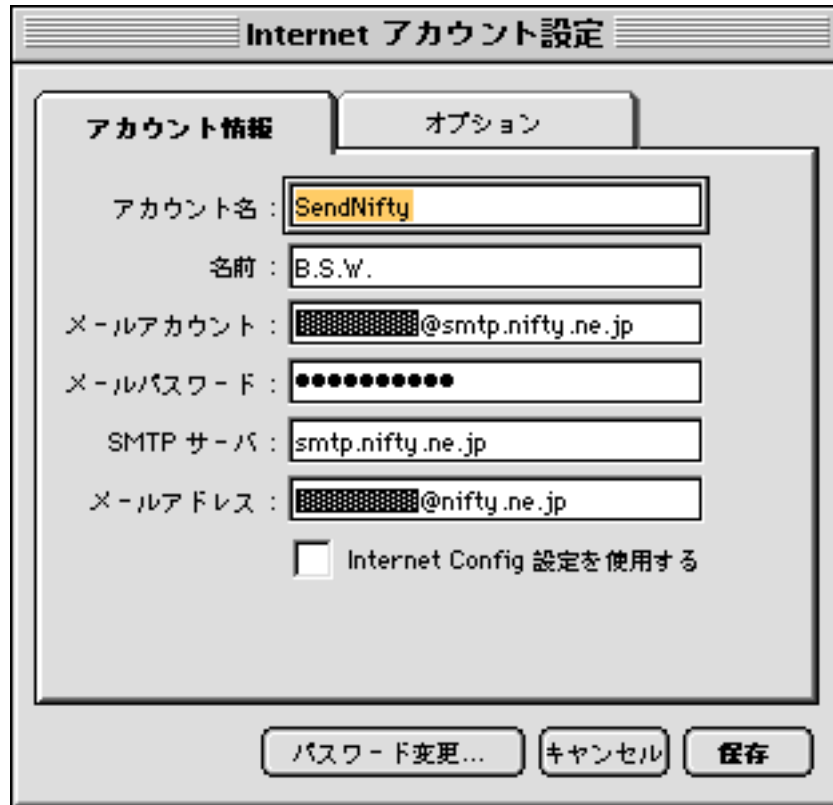 Internet アカウント設定
アカウント情報
オプション
アカウント名 : SendNifty
名前 : B.S.W.
メールアカウント : @smtp.nifty.ne.jp
メールパスワード : ●●●●●●●●●●
SMTP サーバ : smtp.nifty.ne.jp
メールアドレス : @nifty.ne.jp
Internet Config 設定を使用する
パスワード変更... キャンセル 保存